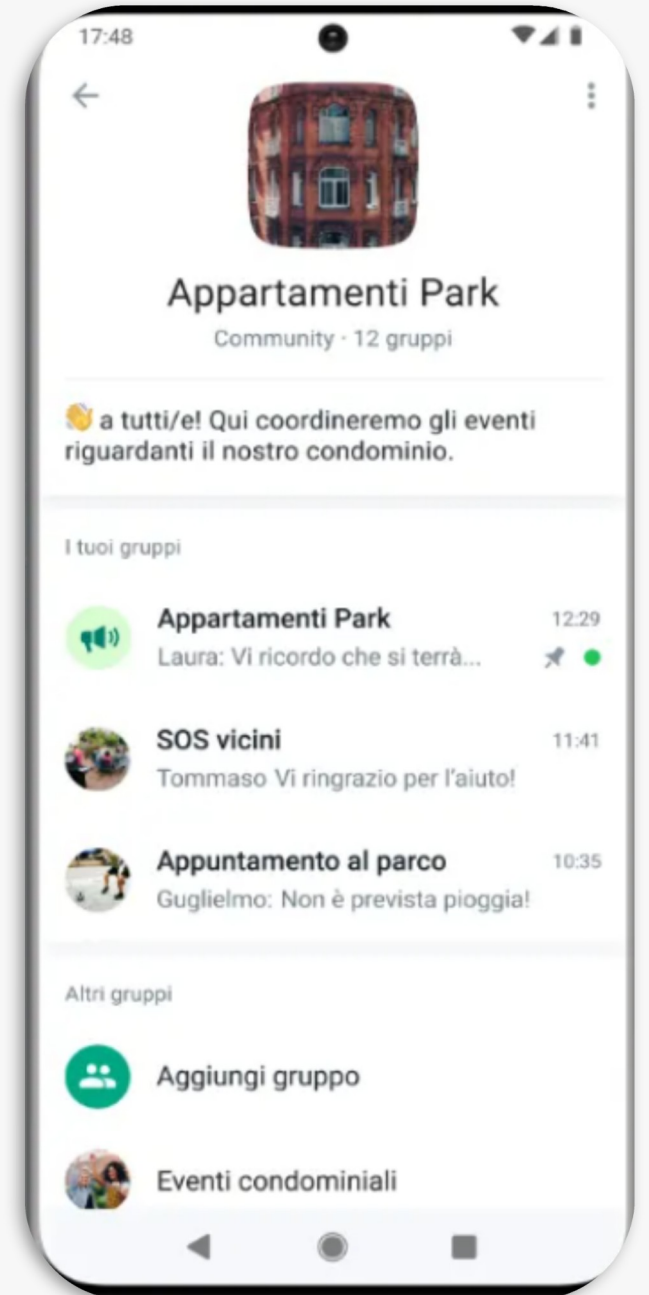 17:48
Appartamenti Park
Community · 12 gruppi
👋 a tutti/e! Qui coordineremo gli eventi
riguardanti il nostro condominio.
I tuoi gruppi
Appartamenti Park 12:29
Laura: Vi ricordo che si terrà...
SOS vicini 11:41
Tommaso Vi ringrazio per l'aiuto!
Appuntamento al parco 10:35
Guglielmo: Non è prevista pioggia!
Altri gruppi
Aggiungi gruppo
Eventi condominiali